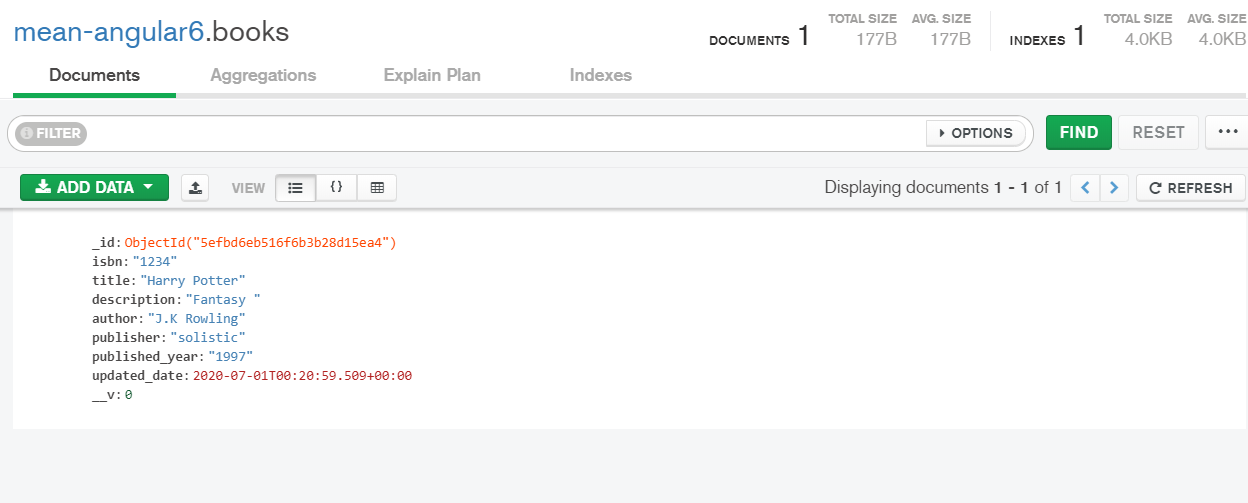 mean-angular6.books
DOCUMENTS 1
TOTAL SIZE 177B
AVG. SIZE 177B
INDEXES 1
TOTAL SIZE 4.0KB
AVG. SIZE 4.0KB
Documents Aggregations Explain Plan Indexes
FILTER OPTIONS FIND RESET ...
ADD DATA VIEW {} Displaying documents 1 - 1 of 1 < > REFRESH
_id: ObjectId("5efbd6eb516f6b3b28d15ea4")
isbn: "1234"
title: "Harry Potter"
description: "Fantasy "
author: "J.K Rowling"
publisher: "solistic"
published_year: "1997"
updated_date: 2020-07-01T00:20:59.509+00:00
__v: 0